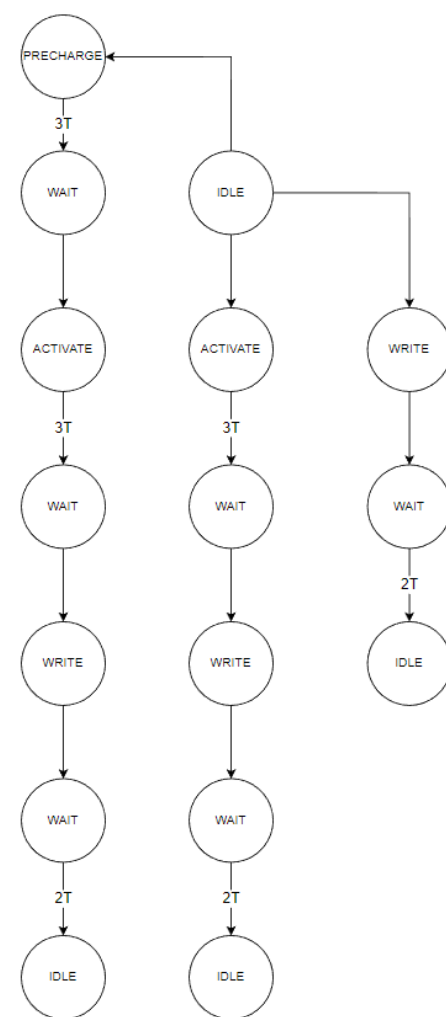 PRECHARGE
3T
WAIT
IDLE
ACTIVATE
ACTIVATE
WRITE
3T
3T
WAIT
WAIT
WAIT
2T
WRITE
WRITE
IDLE
WAIT
WAIT
2T
2T
IDLE
IDLE